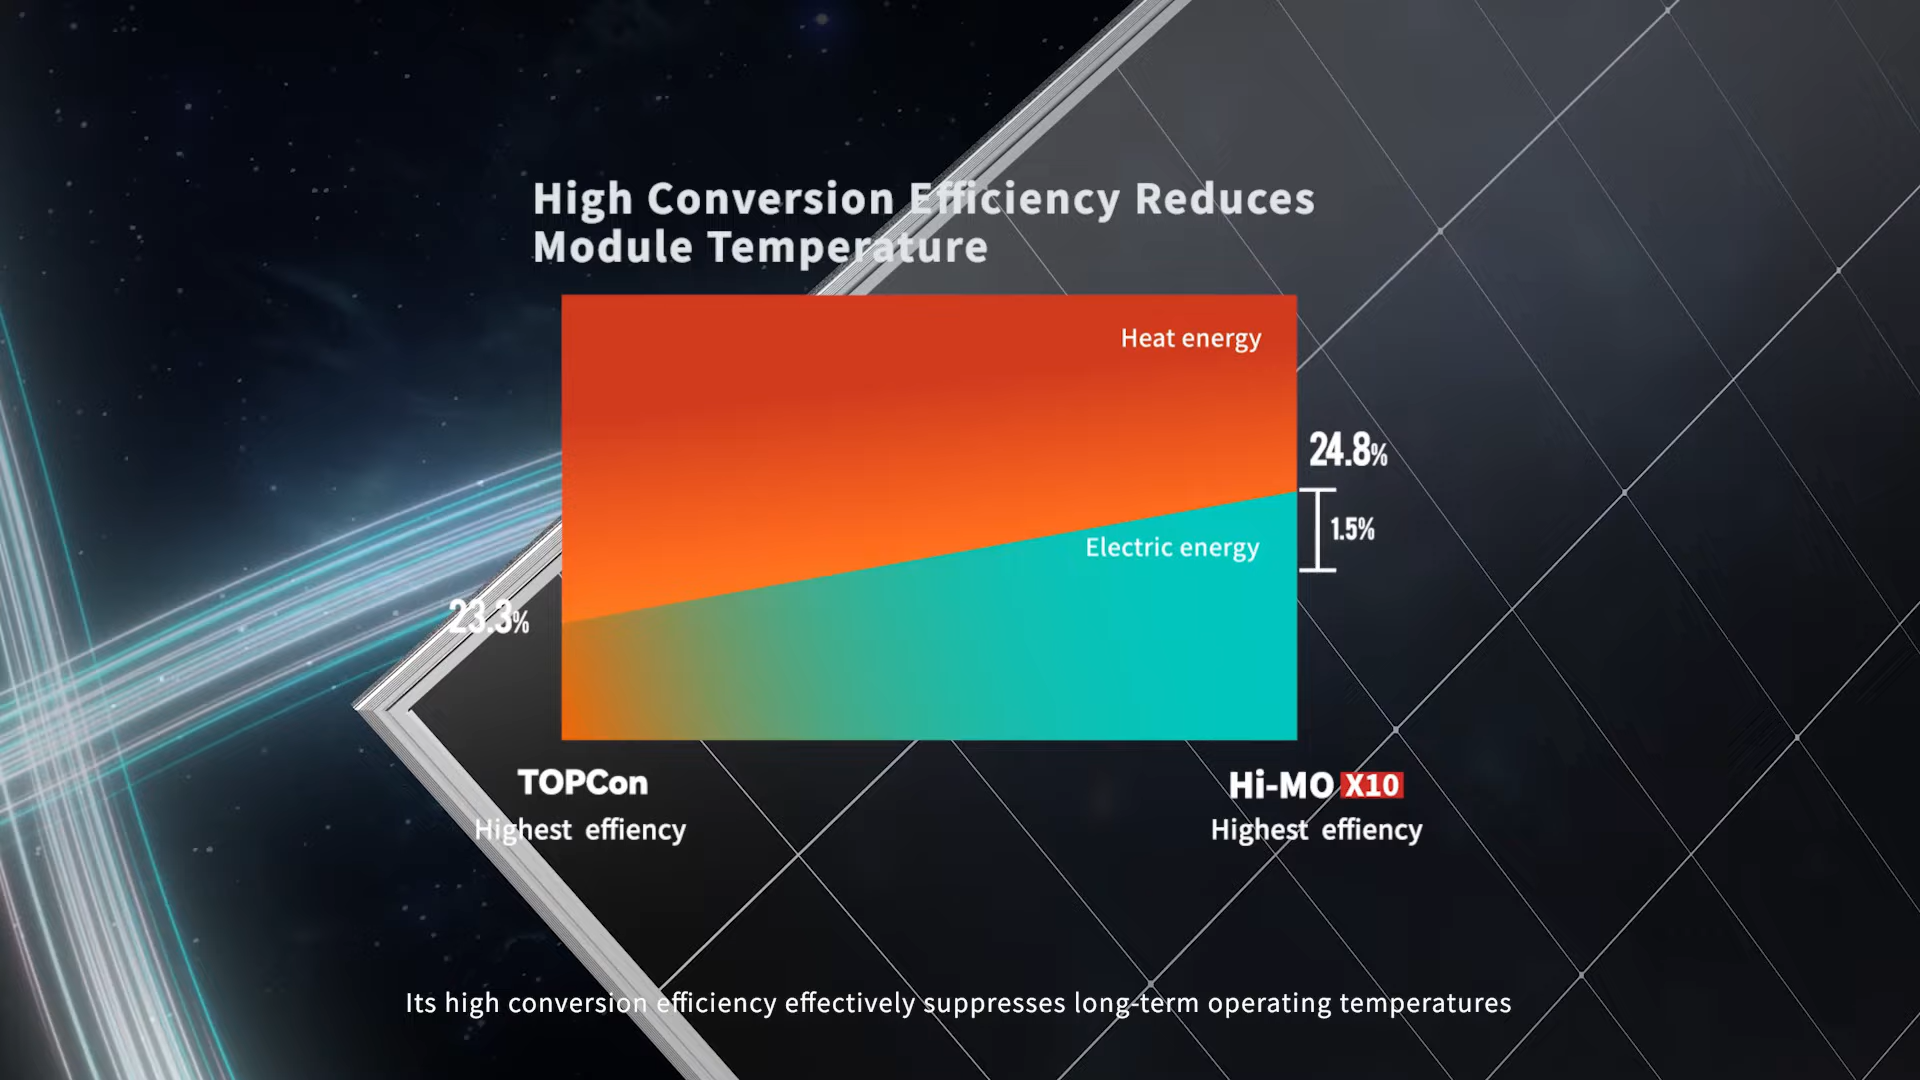 High Conversion Efficiency Reduces
Module Temperature
Heat energy
24.8%
1.5%
Electric energy
23.3%
TOPCon
Highest effiency
Hi-MO X10
Highest effiency
Its high conversion efficiency effectively suppresses long-term operating temperatures